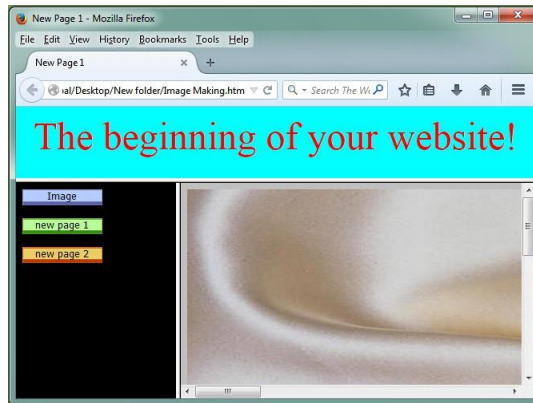 New Page 1 - Mozilla Firefox
File Edit View History Bookmarks Tools Help
New Page 1
al/Desktop/New folder/Image Making.htm
Search The
The beginning of your website!
Image
new page 1
new page 2